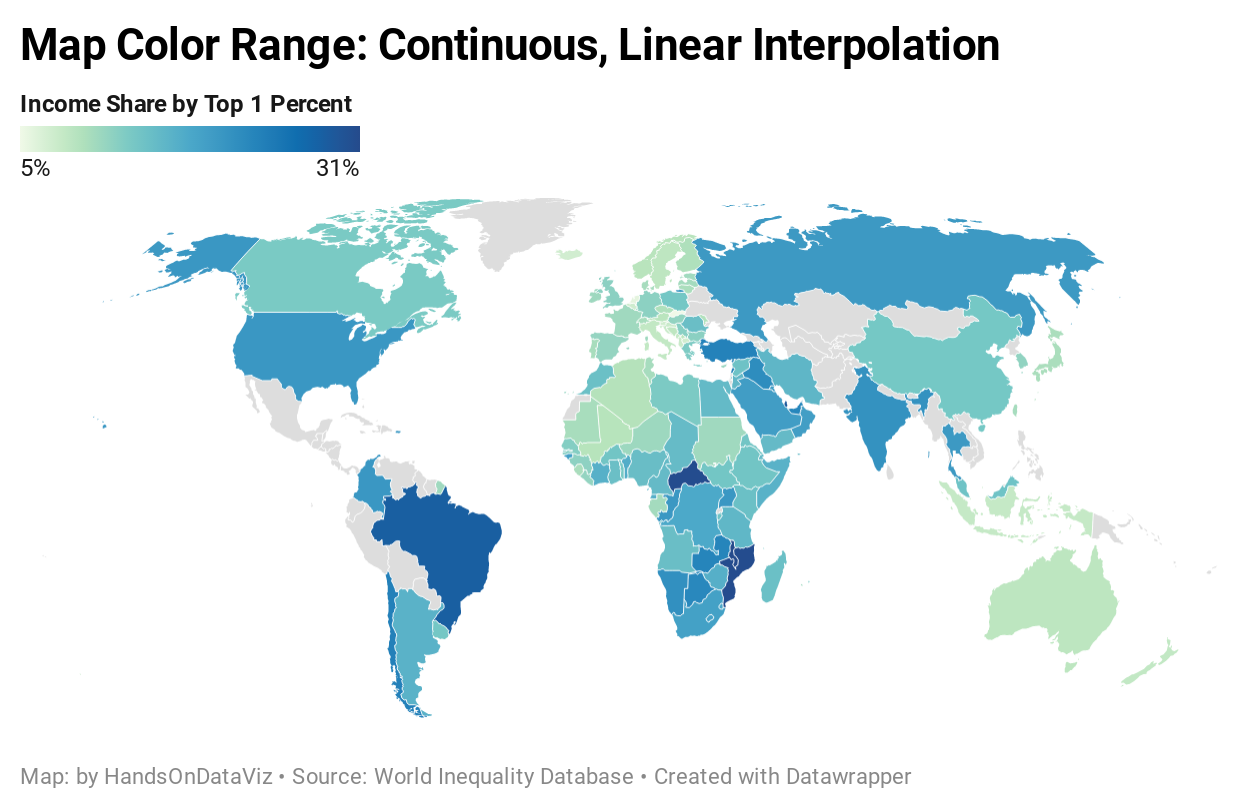 Map Color Range: Continuous, Linear Interpolation
Income Share by Top 1 Percent
5% 31%
Map: by HandsOnDataViz • Source: World Inequality Database • Created with Datawrapper